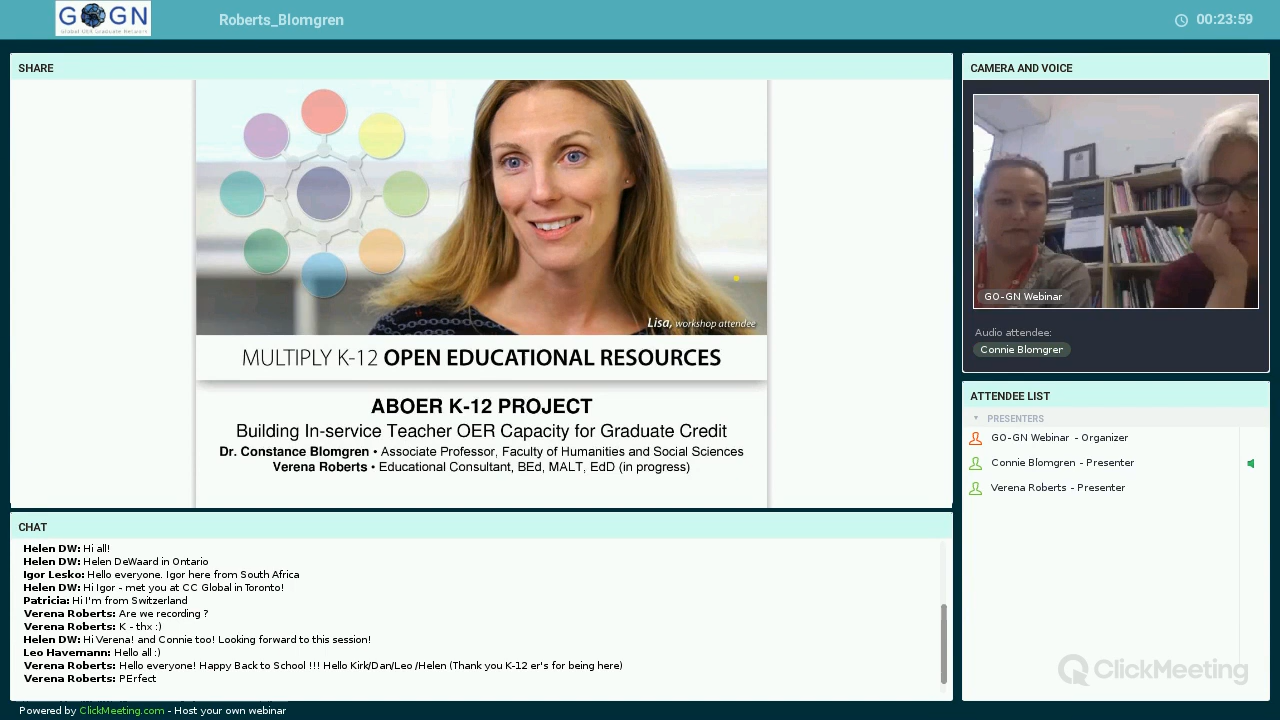 GOGN
Global OER Graduate Network
Roberts_Blomgren
00:23:59
SHARE
Lisa, workshop attendee
MULTIPLY K-12 OPEN EDUCATIONAL RESOURCES
ABOER K-12 PROJECT
Building In-service Teacher OER Capacity for Graduate Credit
Dr. Constance Blomgren • Associate Professor, Faculty of Humanities and Social Sciences
Verena Roberts • Educational Consultant, BEd, MALT, EdD (in progress)
CAMERA AND VOICE
GO-GN Webinar
Audio attendee:
Connie Blomgren
ATTENDEE LIST
PRESENTERS
GO-GN Webinar - Organizer
Connie Blomgren - Presenter
Verena Roberts - Presenter
ClickMeeting
CHAT
Helen DW: Hi all!
Helen DW: Helen DeWaard in Ontario
Igor Lesko: Hello everyone. Igor here from South Africa
Helen DW: Hi Igor - met you at CC Global in Toronto!
Patricia: Hi I'm from Switzerland
Verena Roberts: Are we recording ?
Verena Roberts: K - thx :)
Helen DW: Hi Verena! and Connie too! Looking forward to this session!
Leo Havemann: Hello all :)
Verena Roberts: Hello everyone! Happy Back to School !!! Hello Kirk/Dan/Leo /Helen (Thank you K-12 er's for being here)
Verena Roberts: PErfect
Powered by ClickMeeting.com - Host your own webinar